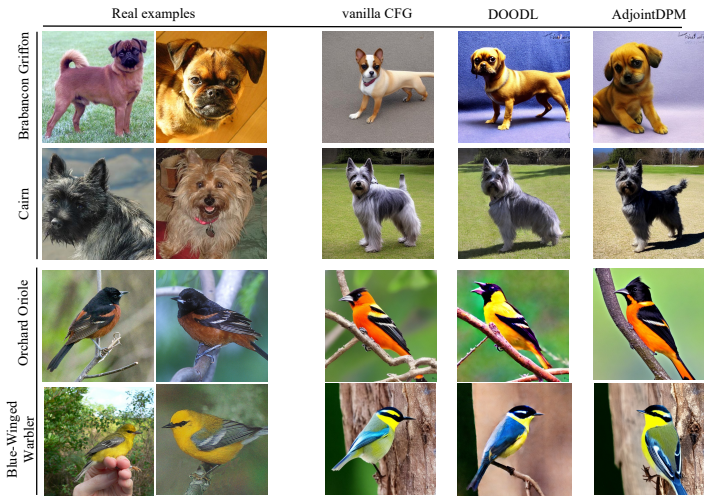 Real examples
vanilla CFG
DOODL
AdjointDPM
Brabancon Griffon
Cairn
Orchard Oriole
Blue-Winged
Warbler